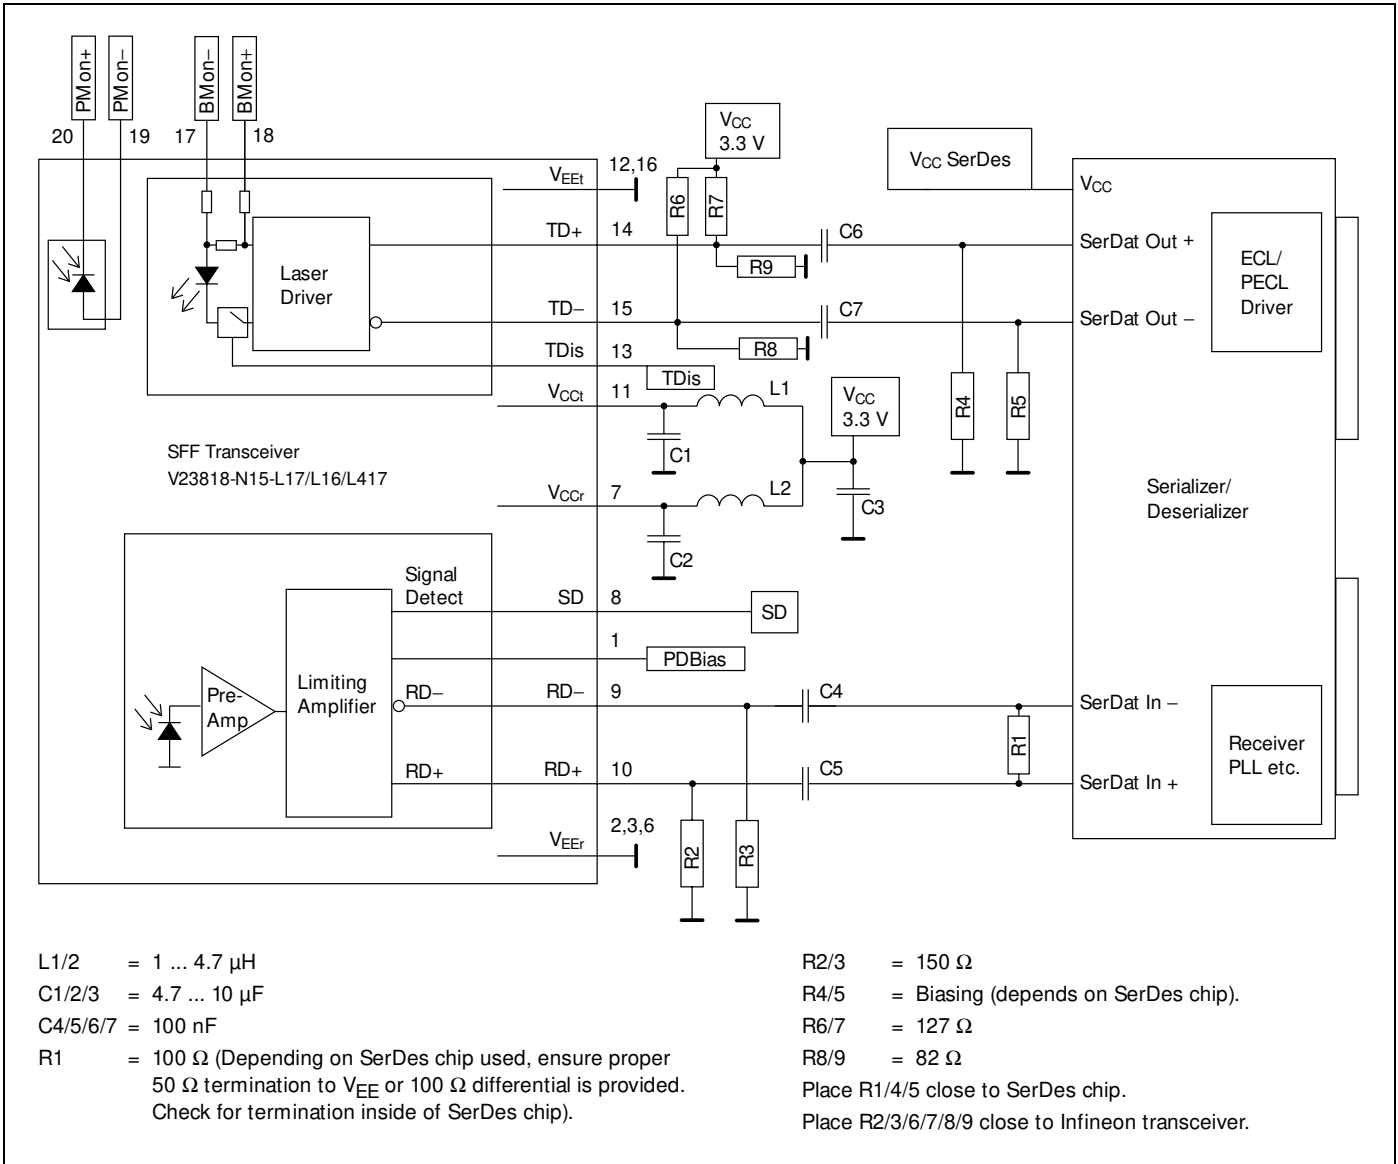 PMon+
PMon−
BMon−
BMon+
20
19
17
18
VCC
3.3 V
VCC SerDes
VEEt
12,16
R6
R7
VCC
TD+
14
C6
SerDat Out +
R9
Laser
Driver
ECL/
PECL
Driver
TD−
15
C7
SerDat Out −
R8
TDis
13
TDis
VCCt
11
L1
VCC
3.3 V
R4
R5
C1
SFF Transceiver
V23818-N15-L17/L16/L417
VCCr
7
L2
C3
Serializer/
Deserializer
C2
Signal
Detect
SD
8
SD
1
PDBias
Pre-
Amp
Limiting
Amplifier
RD−
RD−
9
C4
SerDat In −
R1
Receiver
PLL etc.
RD+
RD+
10
C5
SerDat In +
VEEr
2,3,6
R2
R3
L1/2 = 1 ... 4.7 µH
C1/2/3 = 4.7 ... 10 µF
C4/5/6/7 = 100 nF
R1 = 100 Ω (Depending on SerDes chip used, ensure proper
50 Ω termination to VEE or 100 Ω differential is provided.
Check for termination inside of SerDes chip).
R2/3 = 150 Ω
R4/5 = Biasing (depends on SerDes chip).
R6/7 = 127 Ω
R8/9 = 82 Ω
Place R1/4/5 close to SerDes chip.
Place R2/3/6/7/8/9 close to Infineon transceiver.